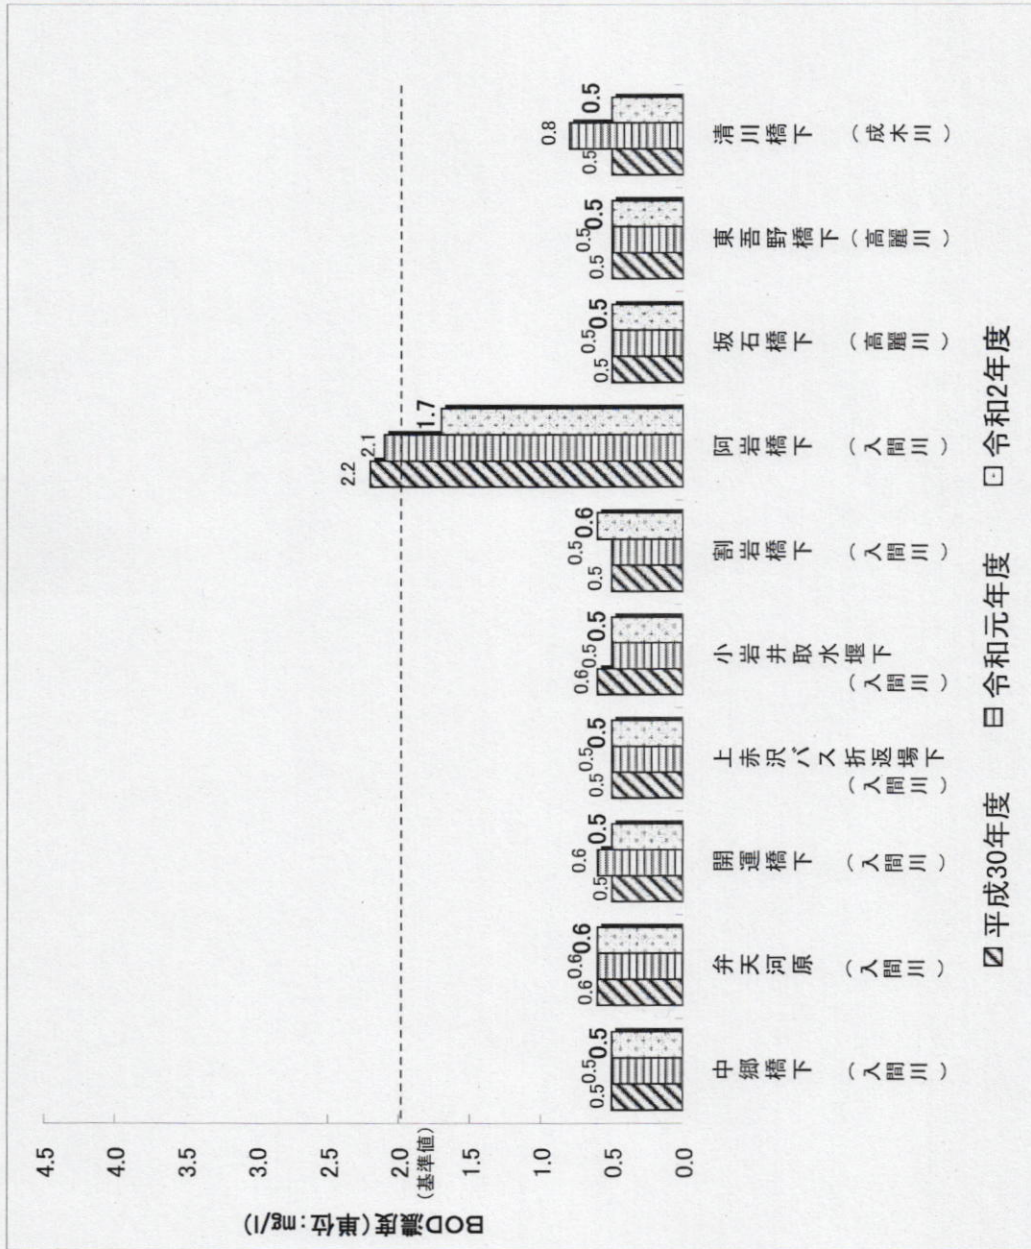 BOD濃度(単位:mg/l)
4.5
4.0
3.5
3.0
2.5
2.0
(基準値)
1.5
1.0
0.5
0.0
0.5 0.5 0.5
0.6 0.6 0.6
0.5 0.6 0.5
0.5 0.5 0.5
0.6 0.5 0.5
0.5 0.5 0.6
2.2 2.1 1.7
0.5 0.5 0.5
0.5 0.5 0.5
0.5 0.8 0.5
中郷橋下
(入間川)
弁天河原
(入間川)
開運橋下
(入間川)
上赤沢バス折返場下
(入間川)
小岩井取水堰下
(入間川)
割岩橋下
(入間川)
阿岩橋下
(入間川)
坂石橋下
(高麗川)
東吾野橋下
(高麗川)
清川橋下
(成木川)
平成30年度 令和元年度 令和2年度